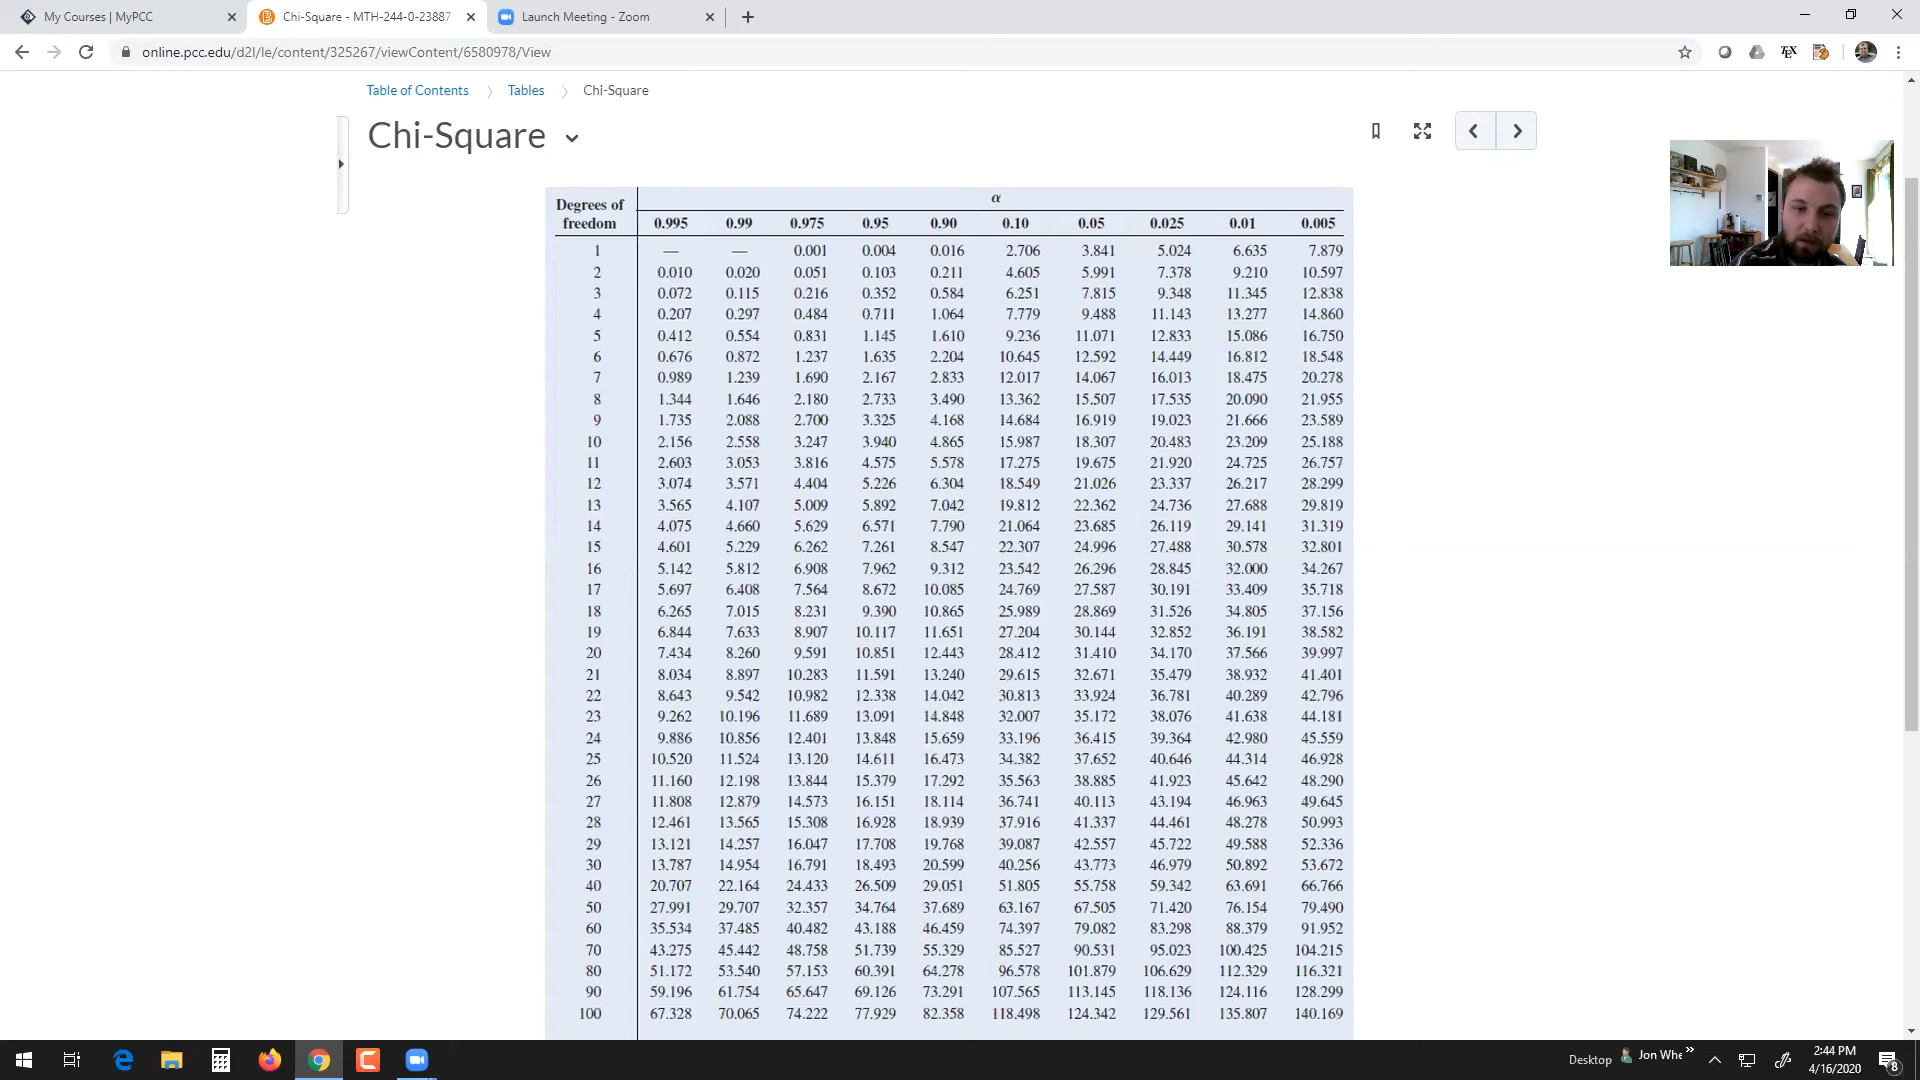 My Courses | MyPCC
Chi-Square - MTH-244-0-23887
Launch Meeting - Zoom
online.pcc.edu/d2l/le/content/325267/viewContent/6580978/View
Table of Contents Tables Chi-Square
Chi-Square
α
Degrees of freedom 0.995 0.99 0.975 0.95 0.90 0.10 0.05 0.025 0.01 0.005
1 — — 0.001 0.004 0.016 2.706 3.841 5.024 6.635 7.879
2 0.010 0.020 0.051 0.103 0.211 4.605 5.991 7.378 9.210 10.597
3 0.072 0.115 0.216 0.352 0.584 6.251 7.815 9.348 11.345 12.838
4 0.207 0.297 0.484 0.711 1.064 7.779 9.488 11.143 13.277 14.860
5 0.412 0.554 0.831 1.145 1.610 9.236 11.071 12.833 15.086 16.750
6 0.676 0.872 1.237 1.635 2.204 10.645 12.592 14.449 16.812 18.548
7 0.989 1.239 1.690 2.167 2.833 12.017 14.067 16.013 18.475 20.278
8 1.344 1.646 2.180 2.733 3.490 13.362 15.507 17.535 20.090 21.955
9 1.735 2.088 2.700 3.325 4.168 14.684 16.919 19.023 21.666 23.589
10 2.156 2.558 3.247 3.940 4.865 15.987 18.307 20.483 23.209 25.188
11 2.603 3.053 3.816 4.575 5.578 17.275 19.675 21.920 24.725 26.757
12 3.074 3.571 4.404 5.226 6.304 18.549 21.026 23.337 26.217 28.299
13 3.565 4.107 5.009 5.892 7.042 19.812 22.362 24.736 27.688 29.819
14 4.075 4.660 5.629 6.571 7.790 21.064 23.685 26.119 29.141 31.319
15 4.601 5.229 6.262 7.261 8.547 22.307 24.996 27.488 30.578 32.801
16 5.142 5.812 6.908 7.962 9.312 23.542 26.296 28.845 32.000 34.267
17 5.697 6.408 7.564 8.672 10.085 24.769 27.587 30.191 33.409 35.718
18 6.265 7.015 8.231 9.390 10.865 25.989 28.869 31.526 34.805 37.156
19 6.844 7.633 8.907 10.117 11.651 27.204 30.144 32.852 36.191 38.582
20 7.434 8.260 9.591 10.851 12.443 28.412 31.410 34.170 37.566 39.997
21 8.034 8.897 10.283 11.591 13.240 29.615 32.671 35.479 38.932 41.401
22 8.643 9.542 10.982 12.338 14.042 30.813 33.924 36.781 40.289 42.796
23 9.262 10.196 11.689 13.091 14.848 32.007 35.172 38.076 41.638 44.181
24 9.886 10.856 12.401 13.848 15.659 33.196 36.415 39.364 42.980 45.559
25 10.520 11.524 13.120 14.611 16.473 34.382 37.652 40.646 44.314 46.928
26 11.160 12.198 13.844 15.379 17.292 35.563 38.885 41.923 45.642 48.290
27 11.808 12.879 14.573 16.151 18.114 36.741 40.113 43.194 46.963 49.645
28 12.461 13.565 15.308 16.928 18.939 37.916 41.337 44.461 48.278 50.993
29 13.121 14.257 16.047 17.708 19.768 39.087 42.557 45.722 49.588 52.336
30 13.787 14.954 16.791 18.493 20.599 40.256 43.773 46.979 50.892 53.672
40 20.707 22.164 24.433 26.509 29.051 51.805 55.758 59.342 63.691 66.766
50 27.991 29.707 32.357 34.764 37.689 63.167 67.505 71.420 76.154 79.490
60 35.534 37.485 40.482 43.188 46.459 74.397 79.082 83.298 88.379 91.952
70 43.275 45.442 48.758 51.739 55.329 85.527 90.531 95.023 100.425 104.215
80 51.172 53.540 57.153 60.391 64.278 96.578 101.879 106.629 112.329 116.321
90 59.196 61.754 65.647 69.126 73.291 107.565 113.145 118.136 124.116 128.299
100 67.328 70.065 74.222 77.929 82.358 118.498 124.342 129.561 135.807 140.169
Desktop Jon Whe 2:44 PM
4/16/2020
8